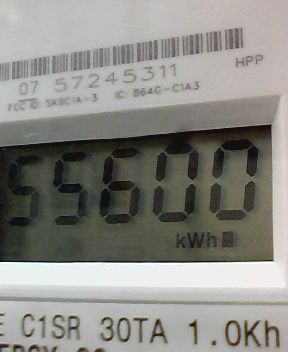 07 57245311 HPP
FCC ID: SK9C1A-3 IC: 864G-C1A3
55600
kWh
E C1SR 30TA 1.0Kh